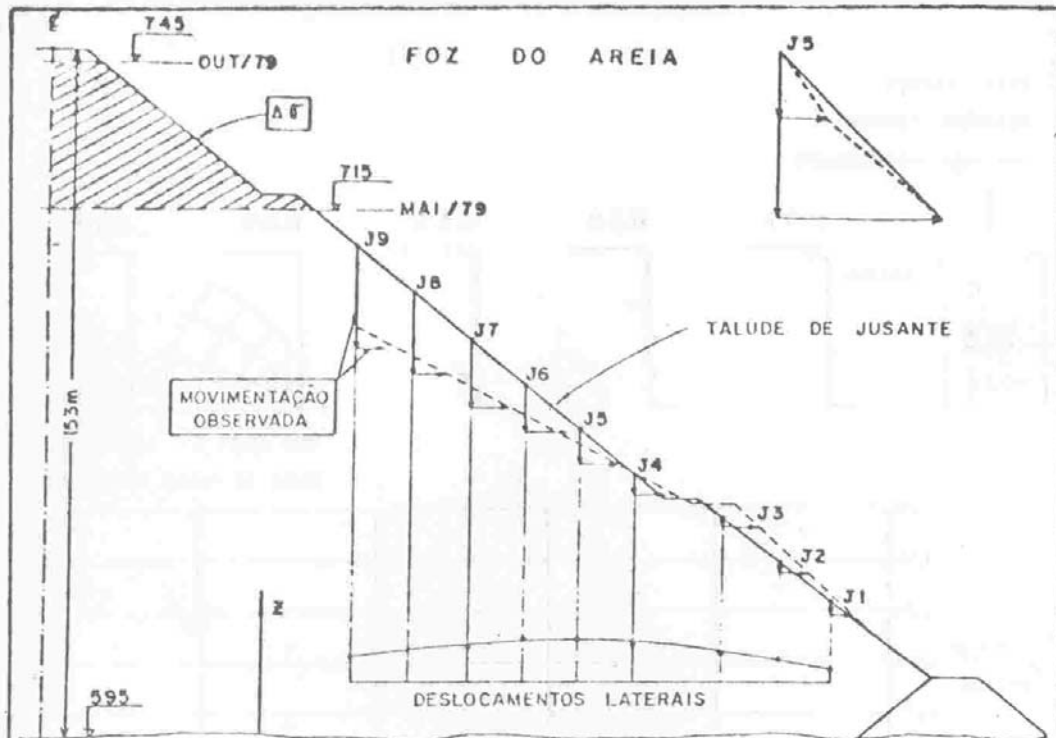 745
OUT/79
FOZ DO AREIA
J5
Δσ
715
MAI/79
J9
J8
J7
TALUDE DE JUSANTE
J6
MOVIMENTAÇÃO
OBSERVADA
J5
153m
J4
J3
J2
J1
N
DESLOCAMENTOS LATERAIS
595